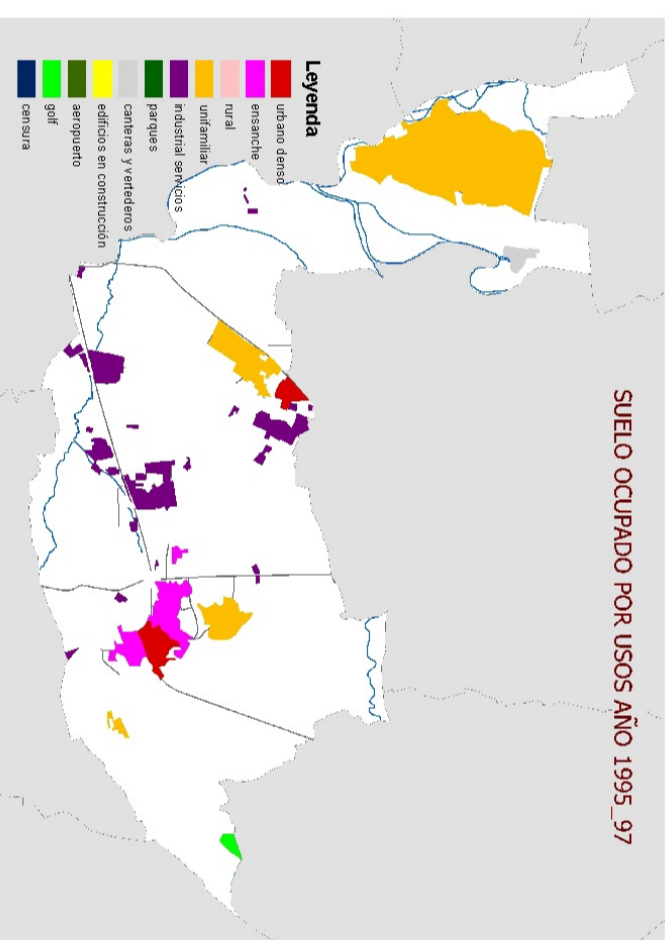 SUELO OCUPADO POR USOS AÑO 1995_97
Leyenda
urbano denso
ensanche
rural
unifamiliar
industrial servicios
parques
canteras y vertederos
edificios en construcción
aeropuerto
golf
censura